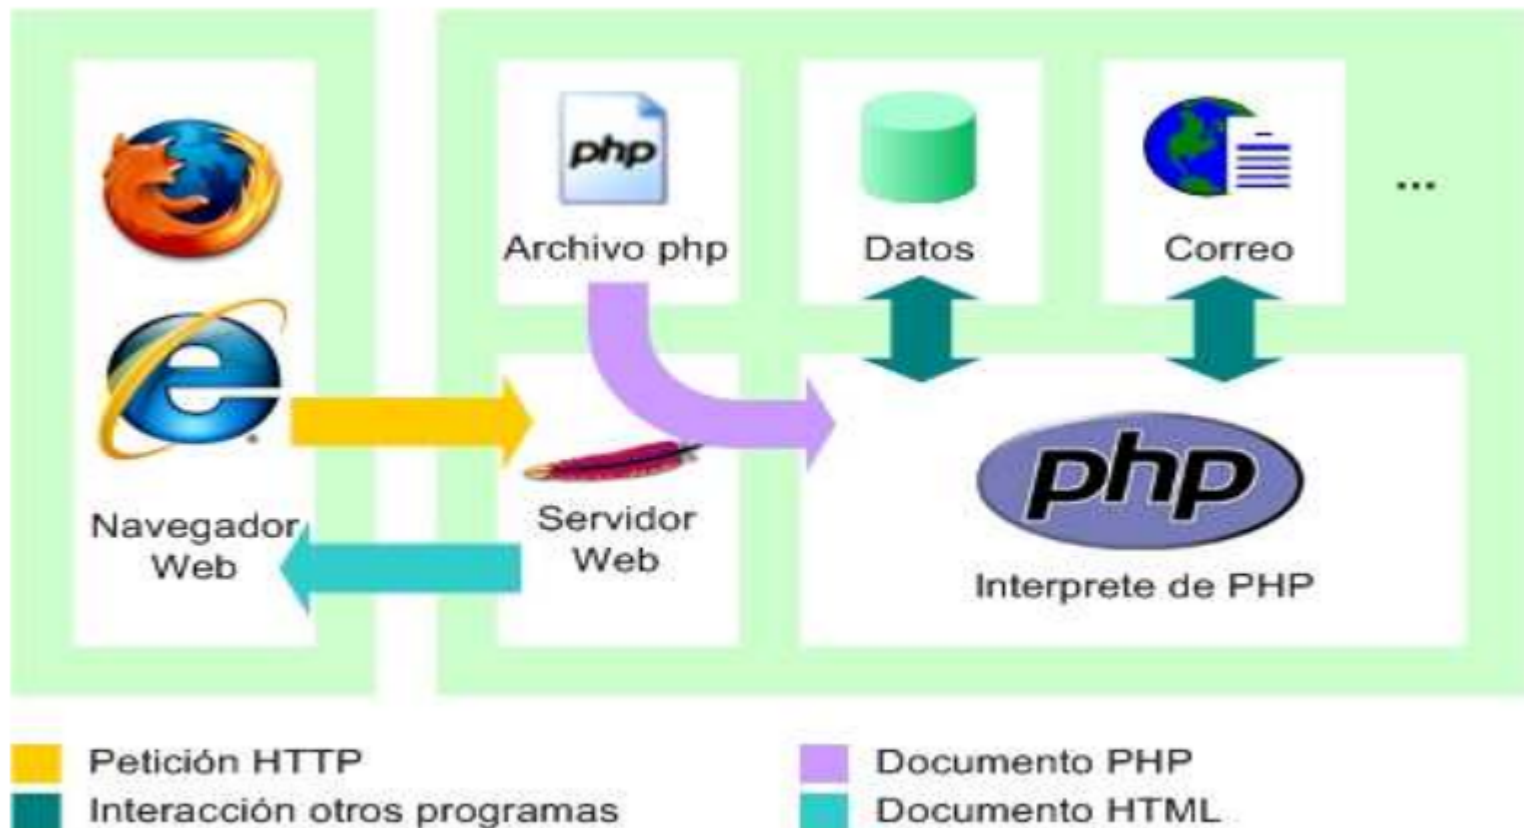 php
Archivo php
Datos
Correo
...
Navegador
Web
Servidor
Web
php
Interprete de PHP
Petición HTTP
Documento PHP
Interacción otros programas
Documento HTML